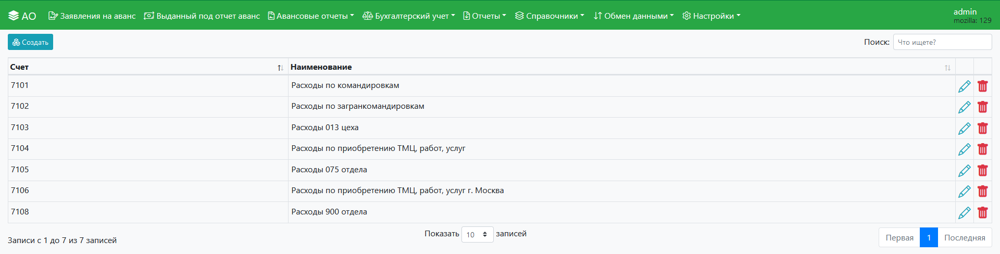 АО Заявления на аванс Выданный под отчет аванс Авансовые отчеты Бухгалтерский учет Отчеты Справочники Обмен данными Настройки admin
mozilla: 129
Создать Поиск: Что ищете?
Счет Наименование
7101 Расходы по командировкам
7102 Расходы по загранкомандировкам
7103 Расходы 013 цеха
7104 Расходы по приобретению ТМЦ, работ, услуг
7105 Расходы 075 отдела
7106 Расходы по приобретению ТМЦ, работ, услуг г. Москва
7108 Расходы 900 отдела
Записи с 1 до 7 из 7 записей Показать 10 записей Первая 1 Последняя